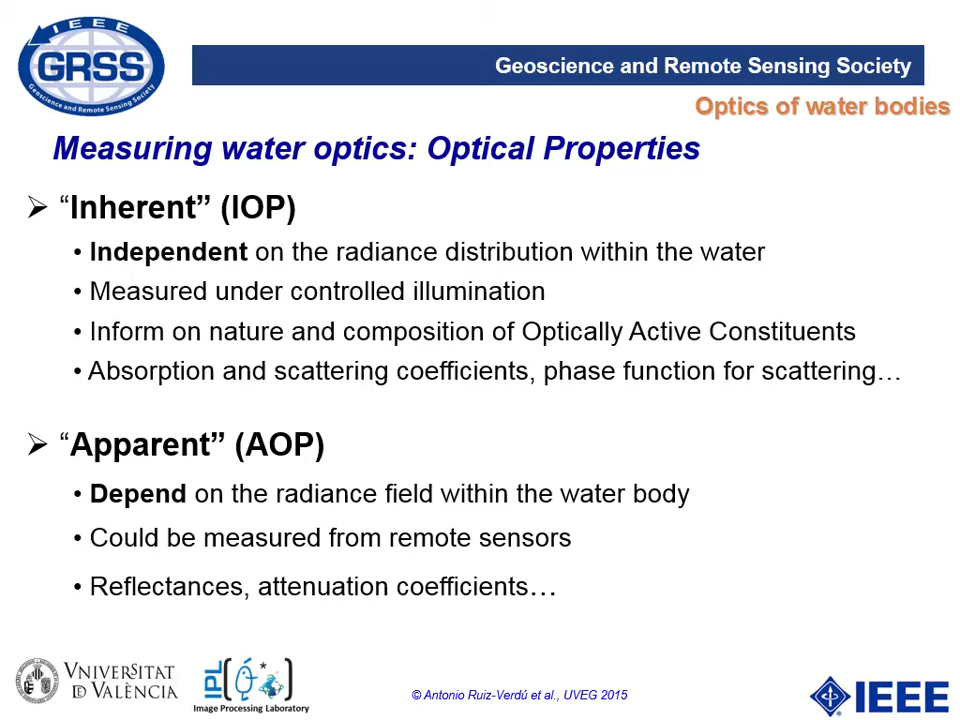 IEEE
GRSS
Geoscience and Remote Sensing Society
Geoscience and Remote Sensing Society
Optics of water bodies
Measuring water optics: Optical Properties
➢ “Inherent” (IOP)
• Independent on the radiance distribution within the water
• Measured under controlled illumination
• Inform on nature and composition of Optically Active Constituents
• Absorption and scattering coefficients, phase function for scattering…
➢ “Apparent” (AOP)
• Depend on the radiance field within the water body
• Could be measured from remote sensors
• Reflectances, attenuation coefficients…
VNIVERSITAT
DE VALÈNCIA
IPL
Image Processing Laboratory
© Antonio Ruiz-Verdú et al., UVEG 2015
IEEE